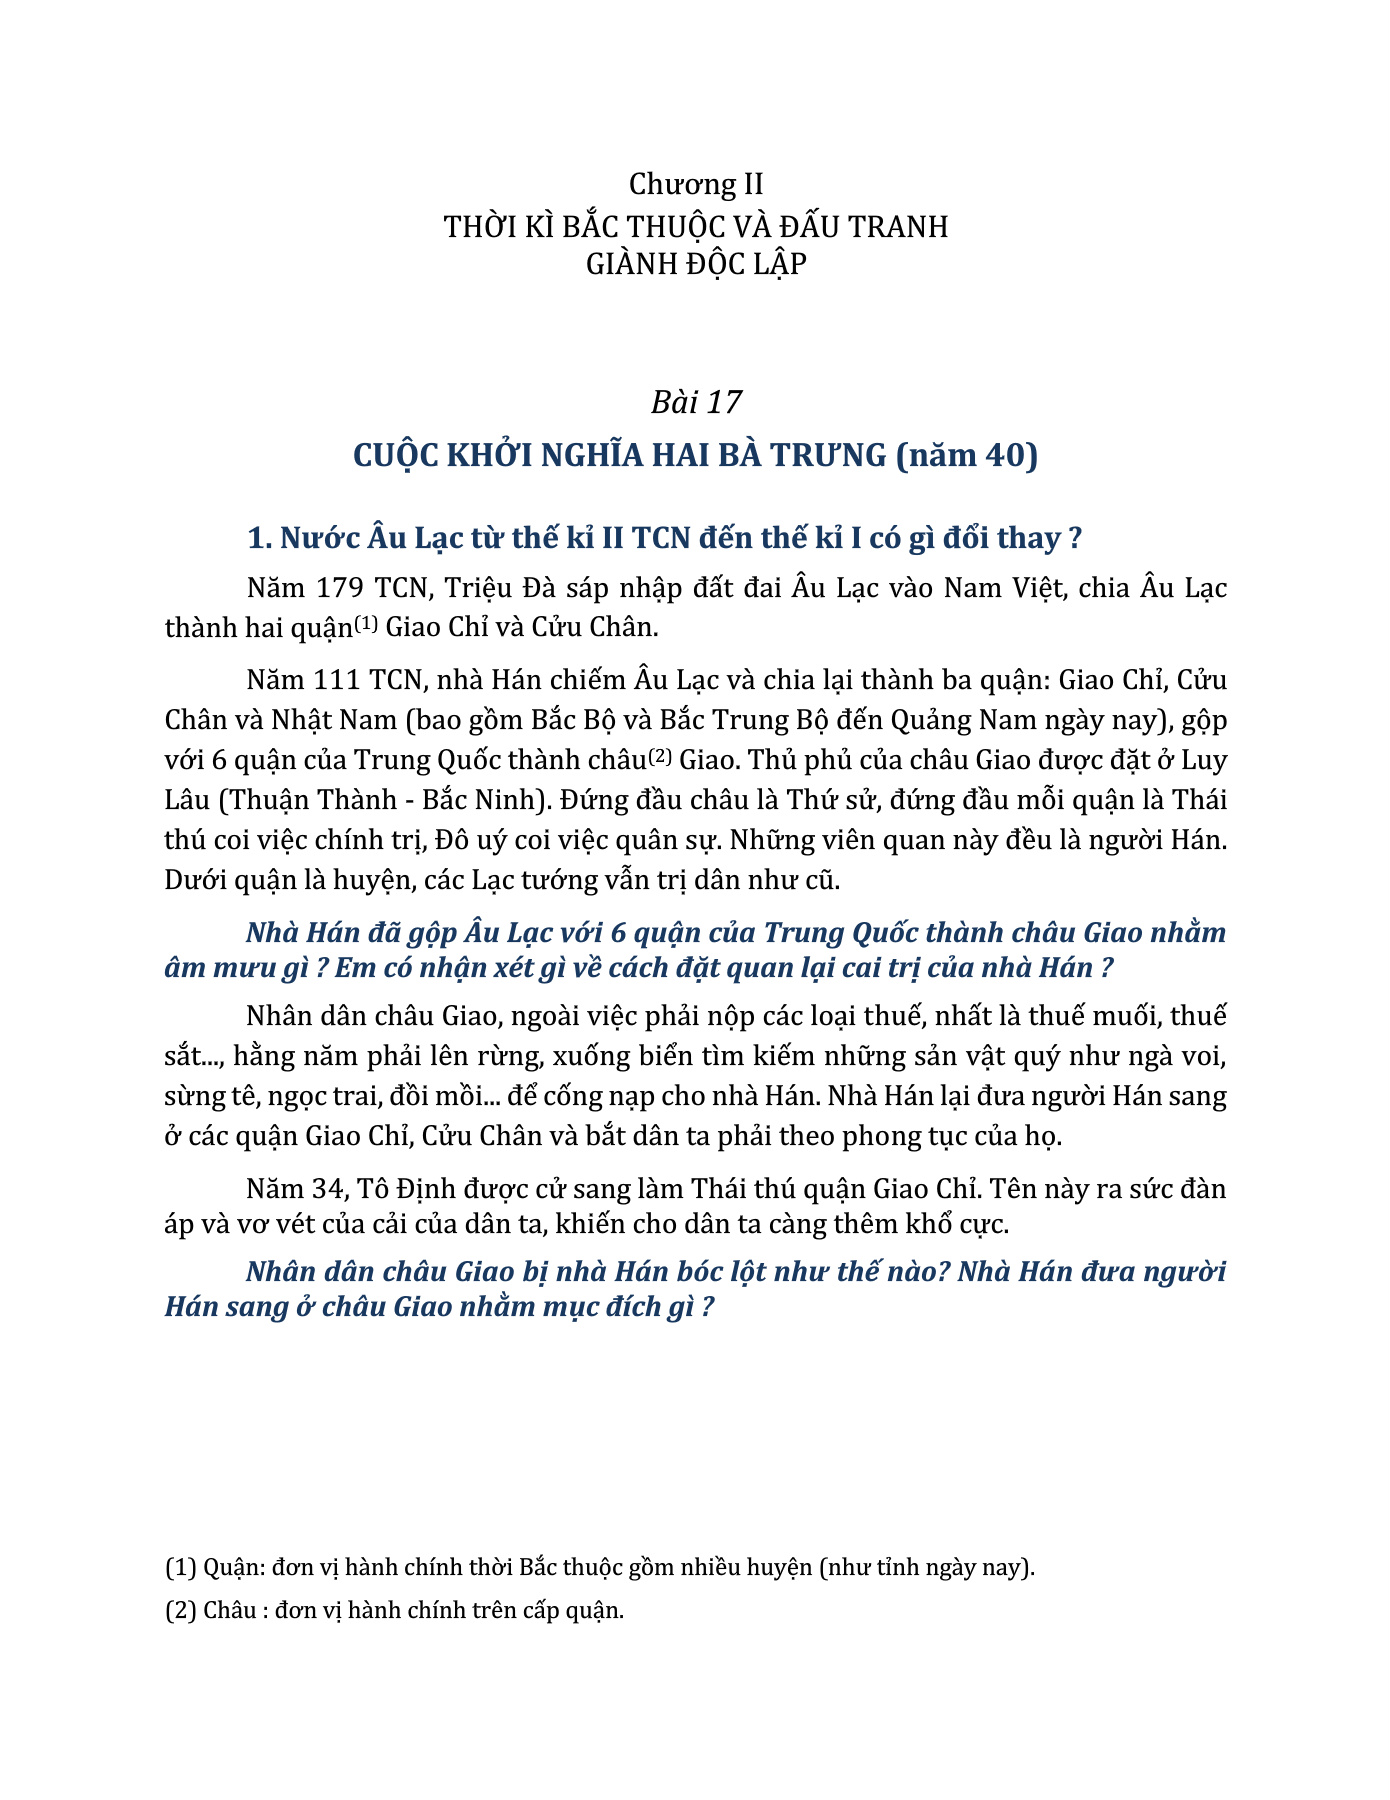 Chương II
THỜI KÌ BẮC THUỘC VÀ ĐẤU TRANH
GIÀNH ĐỘC LẬP
Bài 17
CUỘC KHỞI NGHĨA HAI BÀ TRƯNG (năm 40)
1. Nước Âu Lạc từ thế kỉ II TCN đến thế kỉ I có gì đổi thay ?
Năm 179 TCN, Triệu Đà sáp nhập đất đai Âu Lạc vào Nam Việt, chia Âu Lạc
thành hai quận(1) Giao Chỉ và Cửu Chân.
Năm 111 TCN, nhà Hán chiếm Âu Lạc và chia lại thành ba quận: Giao Chỉ, Cửu
Chân và Nhật Nam (bao gồm Bắc Bộ và Bắc Trung Bộ đến Quảng Nam ngày nay), gộp
với 6 quận của Trung Quốc thành châu(2) Giao. Thủ phủ của châu Giao được đặt ở Luy
Lâu (Thuận Thành - Bắc Ninh). Đứng đầu châu là Thứ sử, đứng đầu mỗi quận là Thái
thú coi việc chính trị, Đô uý coi việc quân sự. Những viên quan này đều là người Hán.
Dưới quận là huyện, các Lạc tướng vẫn trị dân như cũ.
Nhà Hán đã gộp Âu Lạc với 6 quận của Trung Quốc thành châu Giao nhằm
âm mưu gì ? Em có nhận xét gì về cách đặt quan lại cai trị của nhà Hán ?
Nhân dân châu Giao, ngoài việc phải nộp các loại thuế, nhất là thuế muối, thuế
sắt..., hằng năm phải lên rừng, xuống biển tìm kiếm những sản vật quý như ngà voi,
sừng tê, ngọc trai, đồi mồi... để cống nạp cho nhà Hán. Nhà Hán lại đưa người Hán sang
ở các quận Giao Chỉ, Cửu Chân và bắt dân ta phải theo phong tục của họ.
Năm 34, Tô Định được cử sang làm Thái thú quận Giao Chỉ. Tên này ra sức đàn
áp và vơ vét của cải của dân ta, khiến cho dân ta càng thêm khổ cực.
Nhân dân châu Giao bị nhà Hán bóc lột như thế nào? Nhà Hán đưa người
Hán sang ở châu Giao nhằm mục đích gì ?
(1) Quận: đơn vị hành chính thời Bắc thuộc gồm nhiều huyện (như tỉnh ngày nay).
(2) Châu : đơn vị hành chính trên cấp quận.